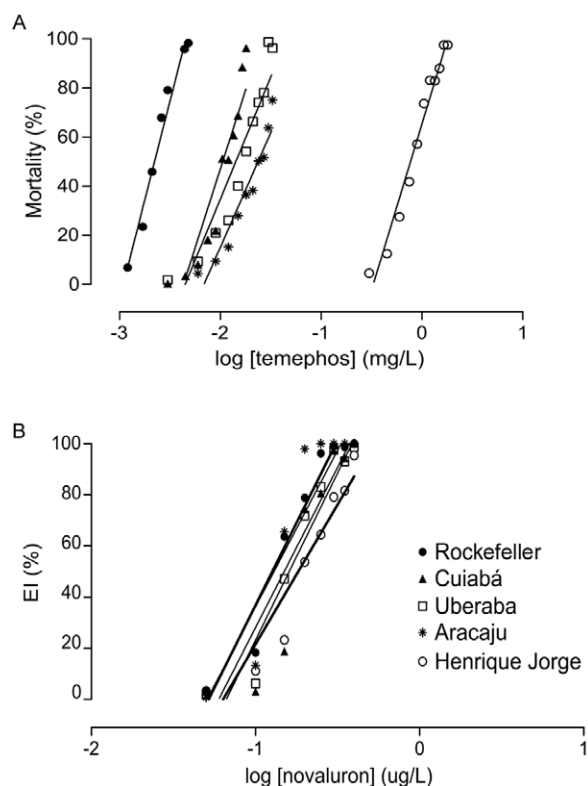 A
Mortality (%)
100
80
60
40
20
0
-3
-2
-1
0
1
log [temephos] (mg/L)
B
EI (%)
100
80
60
40
20
0
Rockefeller
Cuiabá
Uberaba
Aracaju
Henrique Jorge
-2
-1
0
1
log [novaluron] (ug/L)